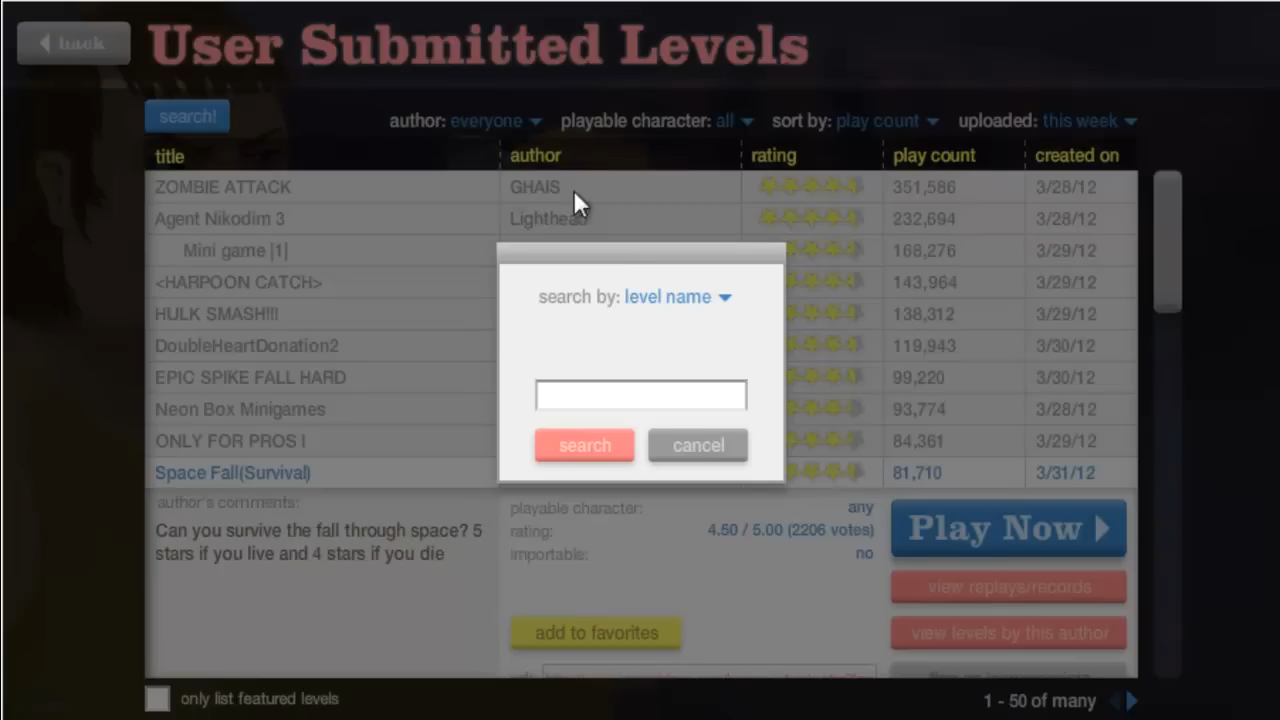 back
User Submitted Levels
search!
author: everyone playable character: all sort by: play count uploaded: this week
title author rating play count created on
ZOMBIE ATTACK GHAIS 351,586 3/28/12
Agent Nikodim 3 Lighthead 232,694 3/28/12
Mini game |1| 168,276 3/29/12
<HARPOON CATCH> 143,964 3/29/12
HULK SMASH!!! 138,312 3/29/12
DoubleHeartDonation2 119,943 3/30/12
EPIC SPIKE FALL HARD 99,220 3/30/12
Neon Box Minigames 93,774 3/28/12
ONLY FOR PROS ! 84,361 3/29/12
Space Fall(Survival) 81,710 3/31/12
search by: level name
search cancel
author's comments:
Can you survive the fall through space? 5
stars if you live and 4 stars if you die
playable character: any
rating: 4.50 / 5.00 (2206 votes)
importable: no
add to favorites
Play Now
view replays/records
view levels by this author
only list featured levels
1 - 50 of many